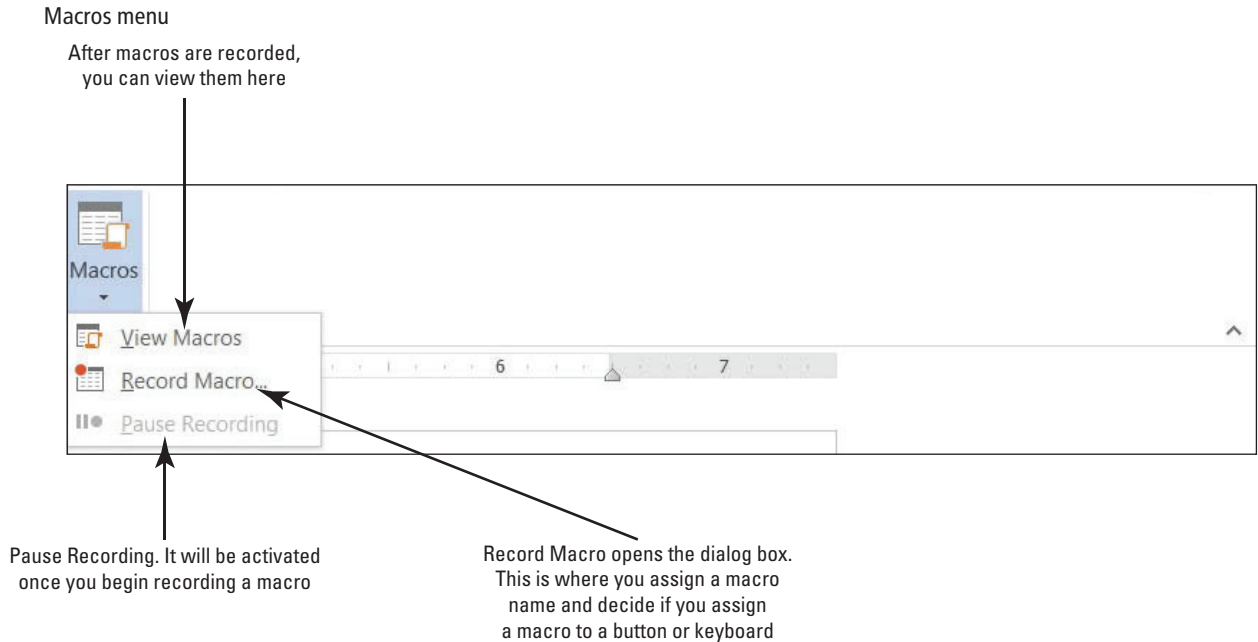 Macros menu
After macros are recorded,
you can view them here
Macros
View Macros
6 7
Record Macro...
Pause Recording
Pause Recording. It will be activated
once you begin recording a macro
Record Macro opens the dialog box.
This is where you assign a macro
name and decide if you assign
a macro to a button or keyboard